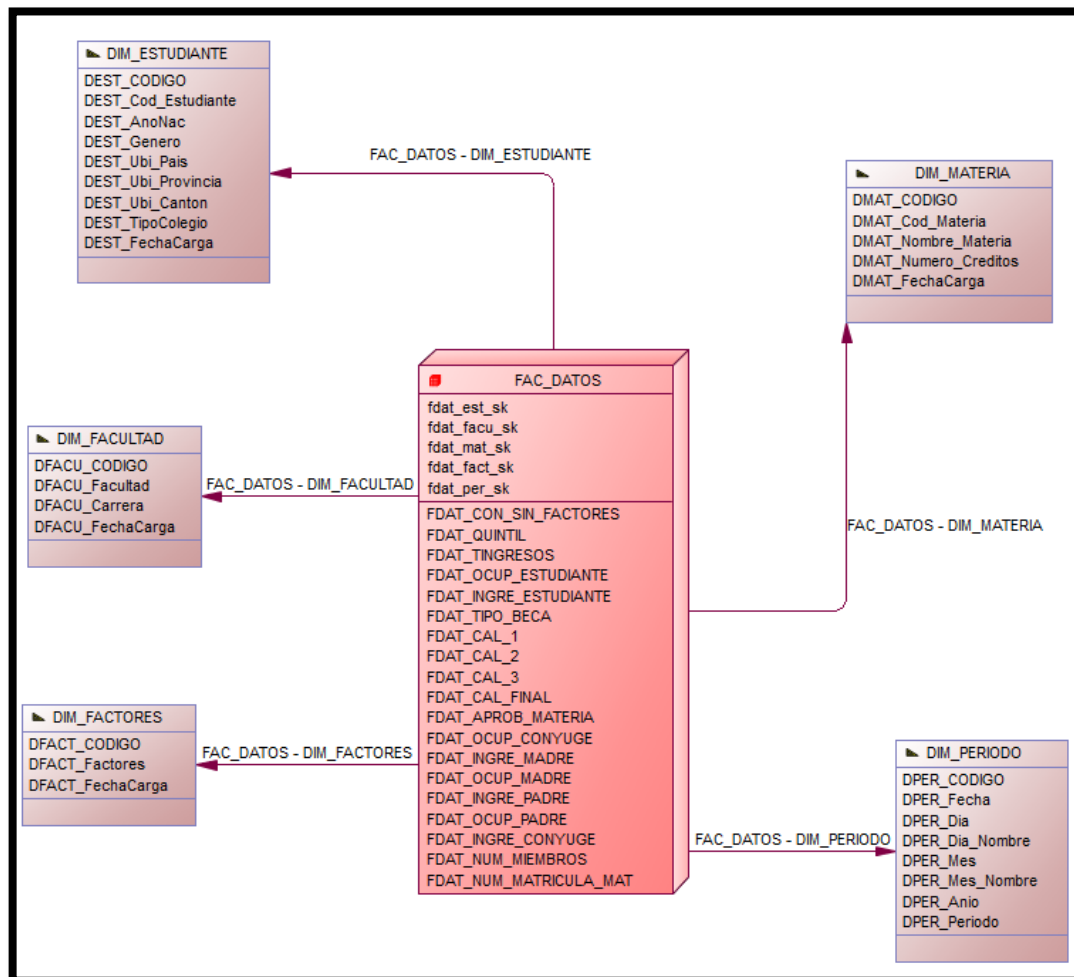 DIM_ESTUDIANTE
DEST_CODIGO
DEST_Cod_Estudiante
DEST_AnoNac
DEST_Genero
DEST_Ubi_Pais
DEST_Ubi_Provincia
DEST_Ubi_Canton
DEST_TipoColegio
DEST_FechaCarga
FAC_DATOS - DIM_ESTUDIANTE
DIM_MATERIA
DMAT_CODIGO
DMAT_Cod_Materia
DMAT_Nombre_Materia
DMAT_Numero_Creditos
DMAT_FechaCarga
FAC_DATOS
fdat_est_sk
fdat_facu_sk
fdat_mat_sk
fdat_fact_sk
fdat_per_sk
FDAT_CON_SIN_FACTORES
FDAT_QUINTIL
FDAT_TINGRESOS
FDAT_OCUP_ESTUDIANTE
FDAT_INGRE_ESTUDIANTE
FDAT_TIPO_BECA
FDAT_CAL_1
FDAT_CAL_2
FDAT_CAL_3
FDAT_CAL_FINAL
FDAT_APROB_MATERIA
FDAT_OCUP_CONYUGE
FDAT_INGRE_MADRE
FDAT_OCUP_MADRE
FDAT_INGRE_PADRE
FDAT_OCUP_PADRE
FDAT_INGRE_CONYUGE
FDAT_NUM_MIEMBROS
FDAT_NUM_MATRICULA_MAT
DIM_FACULTAD
DFACU_CODIGO
DFACU_Facultad
DFACU_Carrera
DFACU_FechaCarga
FAC_DATOS - DIM_FACULTAD
FAC_DATOS - DIM_MATERIA
DIM_FACTORES
DFACT_CODIGO
DFACT_Factores
DFACT_FechaCarga
FAC_DATOS - DIM_FACTORES
FAC_DATOS - DIM_PERIODO
DIM_PERIODO
DPER_CODIGO
DPER_Fecha
DPER_Dia
DPER_Dia_Nombre
DPER_Mes
DPER_Mes_Nombre
DPER_Anio
DPER_Periodo